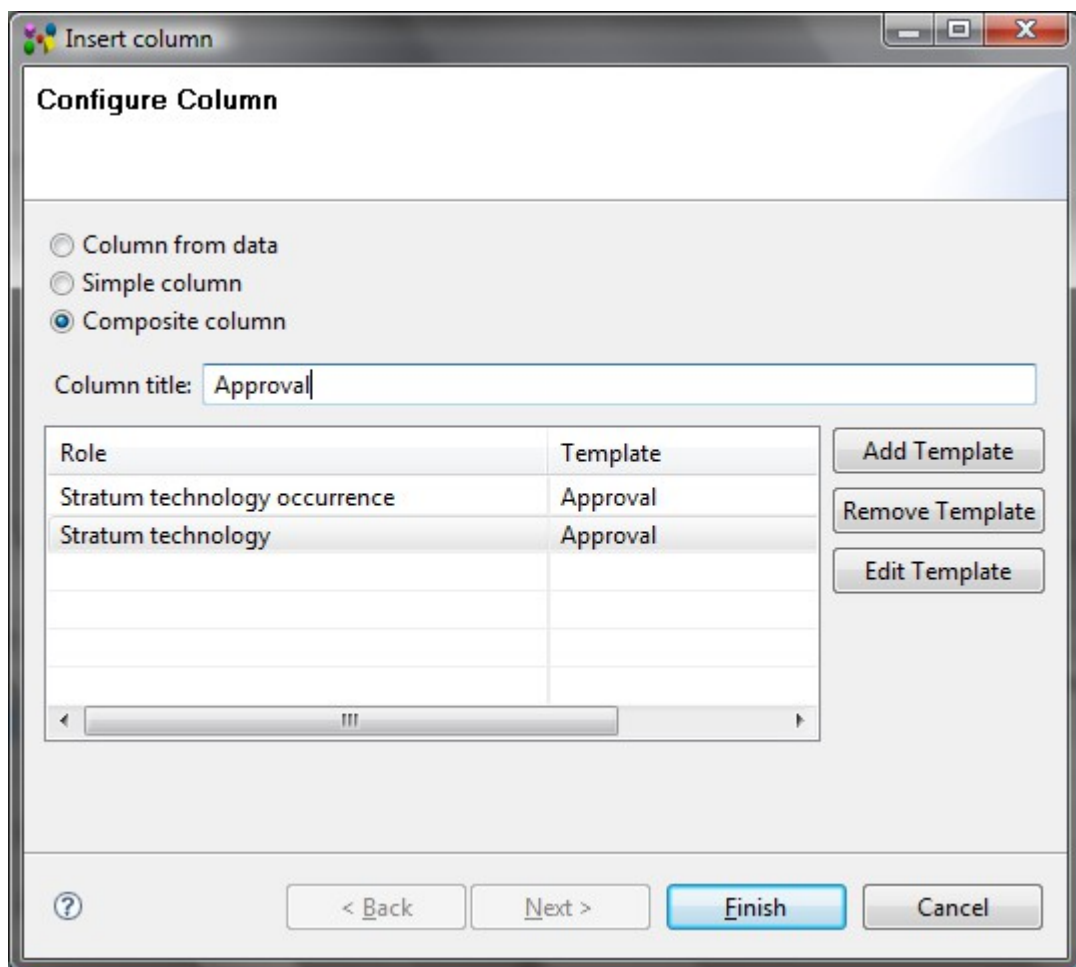 Insert column
Configure Column
Column from data
Simple column
Composite column
Column title: Approval
Role Template
Stratum technology occurrence Approval
Stratum technology Approval
Add Template
Remove Template
Edit Template
? < Back Next > Finish Cancel